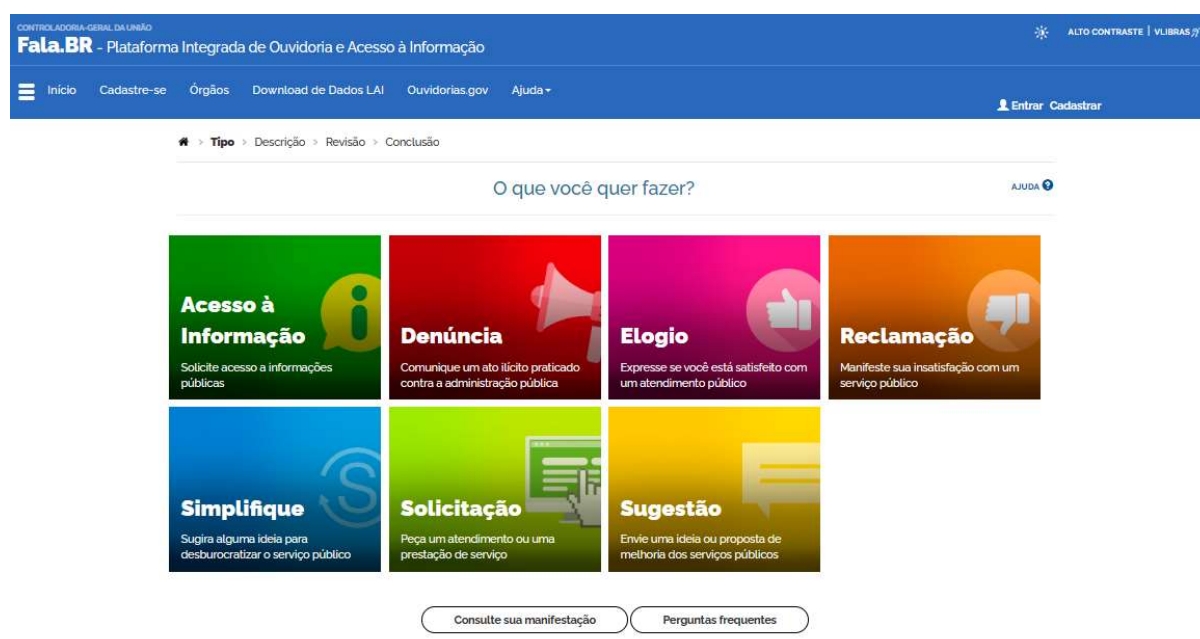 CONTROLADORIA-GERAL DA UNIÃO
Fala.BR - Plataforma Integrada de Ouvidoria e Acesso à Informação
ALTO CONTRASTE | VLIBRAS
Início Cadastre-se Órgãos Download de Dados LAI Ouvidorias.gov Ajuda
Entrar Cadastrar
> Tipo > Descrição > Revisão > Conclusão
O que você quer fazer?
AJUDA ?
Acesso à
Informação
Solicite acesso a informações
públicas
Denúncia
Comunique um ato ilícito praticado
contra a administração pública
Elogio
Expresse se você está satisfeito com
um atendimento público
Reclamação
Manifeste sua insatisfação com um
serviço público
Simplifique
Sugira alguma ideia para
desburocratizar o serviço público
Solicitação
Peça um atendimento ou uma
prestação de serviço
Sugestão
Envie uma ideia ou proposta de
melhoria dos serviços públicos
Consulte sua manifestação
Perguntas frequentes